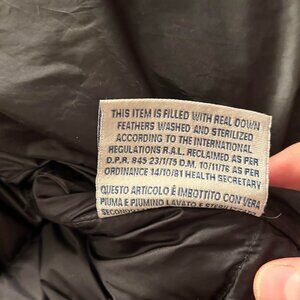 THIS ITEM IS FILLED WITH REAL DOWN
FEATHERS WASHED AND STERILIZED
ACCORDING TO THE INTERNATIONAL
REGULATIONS R.A.L. RECLAIMED AS PER
D.P.R. 845 23/1/75 D.M. 10/11/76 AS PER
ORDINANCE 14/10/81 HEALTH SECRETARY
QUESTO ARTICOLO É IMBOTTITO CON VERA
PIUMA E PIUMINO LAVATO E